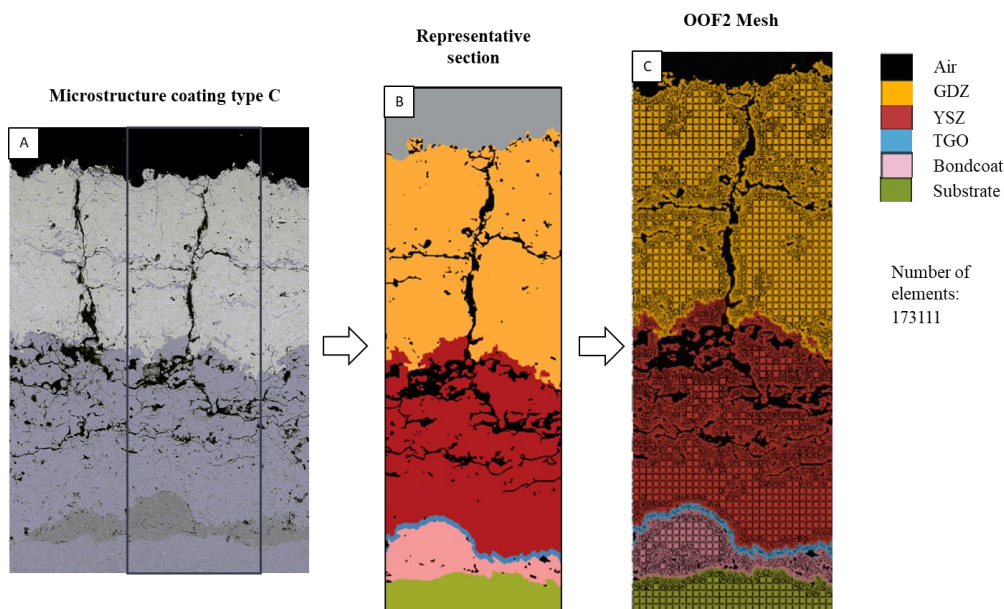 Microstructure coating type C
A
Representative
section
B
OOF2 Mesh
C
Air
GDZ
YSZ
TGO
Bondcoat
Substrate
Number of
elements:
173111